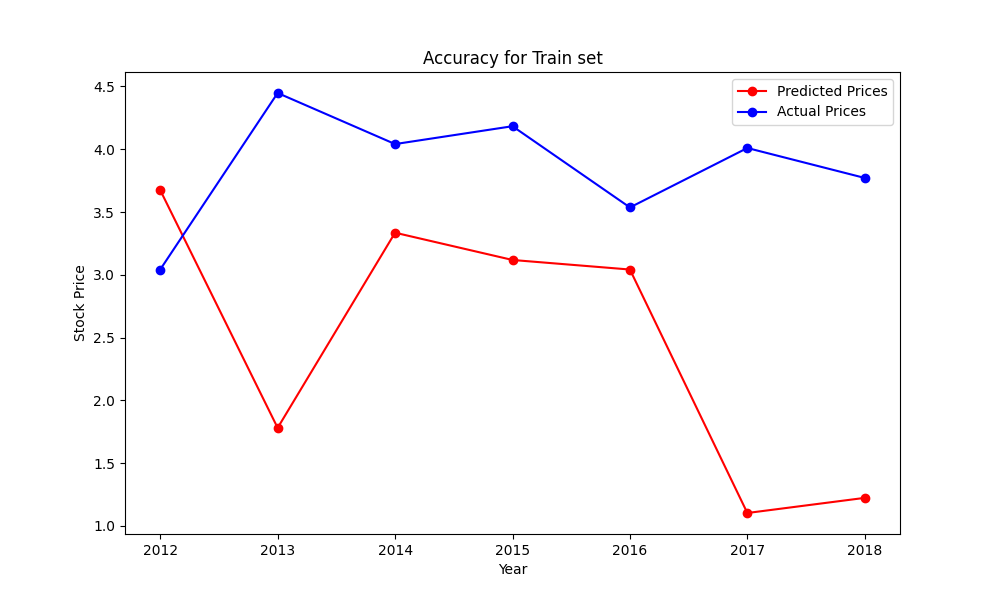 Accuracy for Train set
Predicted Prices
Actual Prices
Stock Price
4.5
4.0
3.5
3.0
2.5
2.0
1.5
1.0
2012 2013 2014 2015 2016 2017 2018
Year